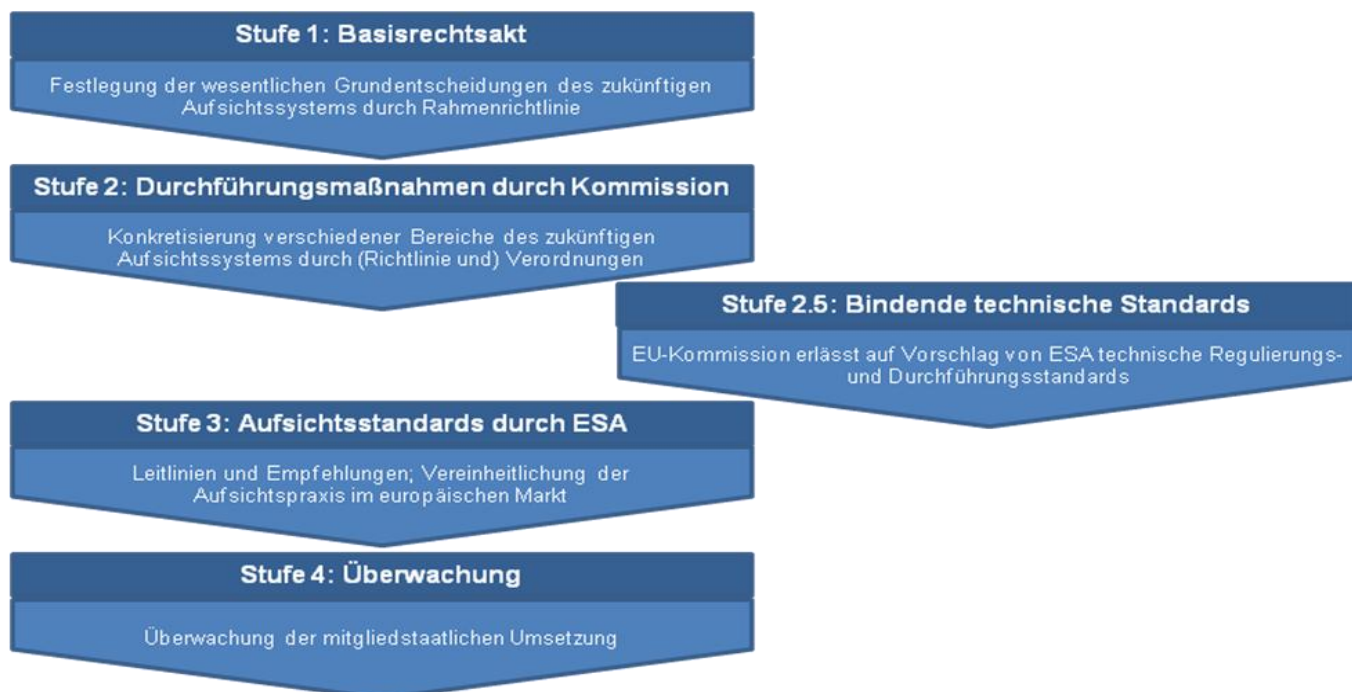 Stufe 1: Basisrechtsakt
Festlegung der wesentlichen Grundentscheidungen des zukünftigen
Aufsichtssystems durch Rahmenrichtlinie
Stufe 2: Durchführungsmaßnahmen durch Kommission
Konkretisierung verschiedener Bereiche des zukünftigen
Aufsichtssystems durch (Richtlinie und) Verordnungen
Stufe 2.5: Bindende technische Standards
EU-Kommission erlässt auf Vorschlag von ESA technische Regulierungs-
und Durchführungsstandards
Stufe 3: Aufsichtsstandards durch ESA
Leitlinien und Empfehlungen; Vereinheitlichung der
Aufsichtspraxis im europäischen Markt
Stufe 4: Überwachung
Überwachung der mitgliedstaatlichen Umsetzung